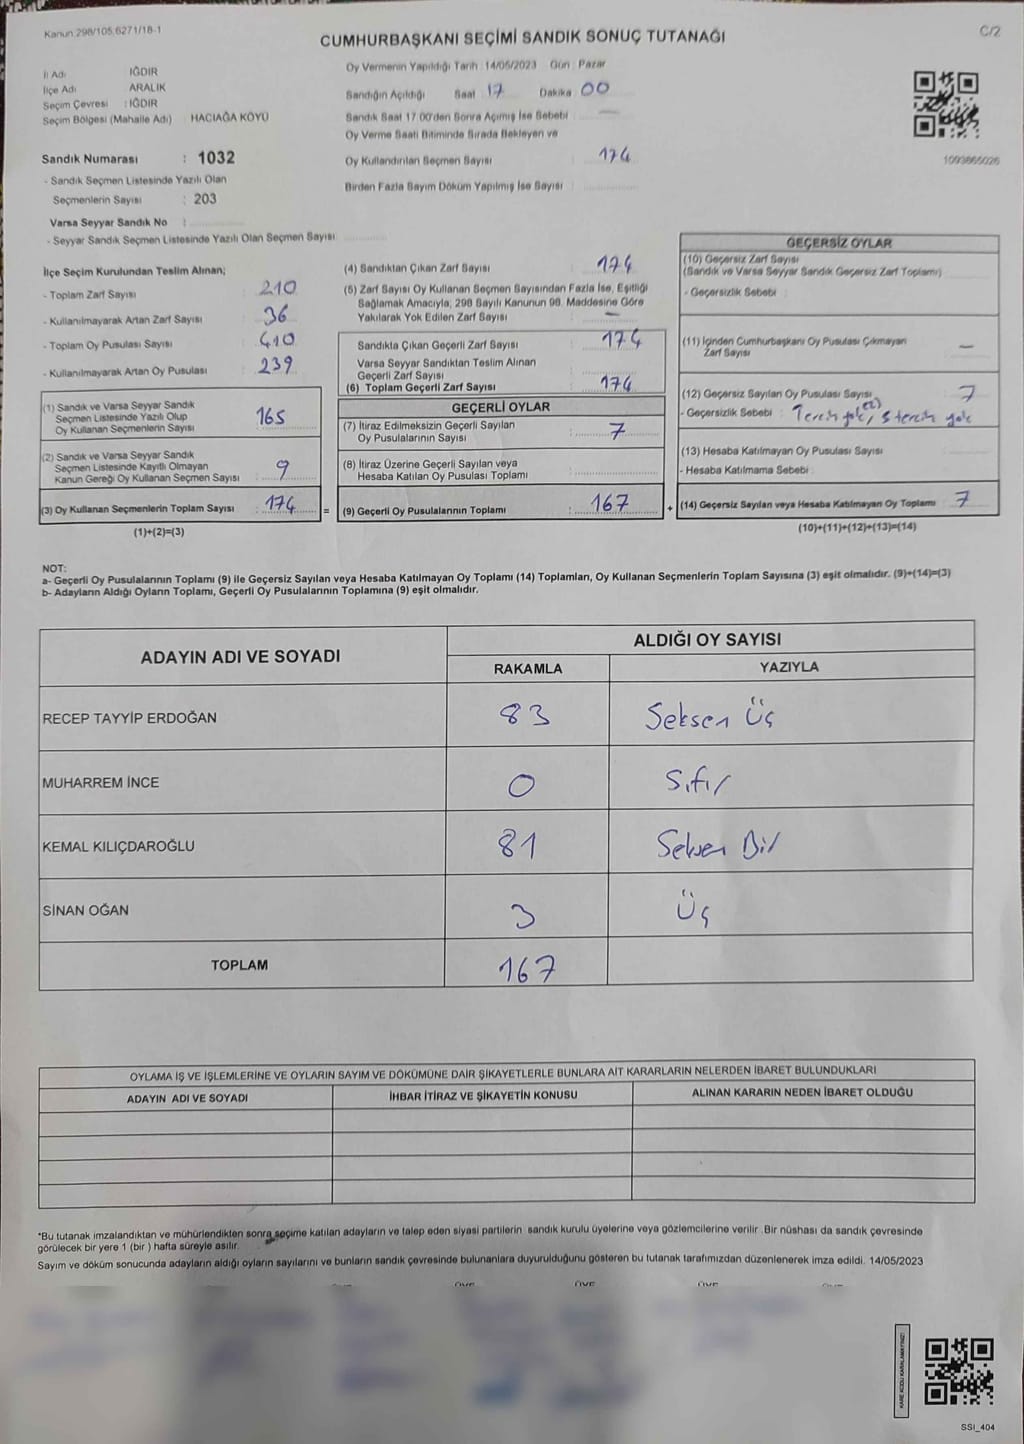 Kanun 298/105,6271/18-1
C/2
CUMHURBAŞKANI SEÇİMİ SANDIK SONUÇ TUTANAĞI
İl Adı IĞDIR
İlçe Adı ARALIK
Seçim Çevresi : IĞDIR
Seçim Bölgesi (Mahalle Adı) : HACIAĞA KÖYÜ
Oy Vermenin Yapıldığı Tarih : 14/05/2023 Gün : Pazar
Sandığın Açıldığı Saat 17 Dakika 00
Sandık Saat 17:00'den Sonra Açılmış İse Sebebi : —
Oy Verme Saati Bitiminde Sırada Bekleyen ve
Oy Kullandırılan Seçmen Sayısı : 174
Birden Fazla Sayım Döküm Yapılmış İse Sayısı :
1093865026
Sandık Numarası : 1032
- Sandık Seçmen Listesinde Yazılı Olan
Seçmenlerin Sayısı : 203
Varsa Seyyar Sandık No :
- Seyyar Sandık Seçmen Listesinde Yazılı Olan Seçmen Sayısı
İlçe Seçim Kurulundan Teslim Alınan;
- Toplam Zarf Sayısı : 210
- Kullanılmayarak Artan Zarf Sayısı : 36
- Toplam Oy Pusulası Sayısı : 410
- Kullanılmayarak Artan Oy Pusulası : 239
(1) Sandık ve Varsa Seyyar Sandık
Seçmen Listesinde Yazılı Olup
Oy Kullanan Seçmenlerin Sayısı 165
(2) Sandık ve Varsa Seyyar Sandık
Seçmen Listesinde Kayıtlı Olmayan
Kanun Gereği Oy Kullanan Seçmen Sayısı : 9
(3) Oy Kullanan Seçmenlerin Toplam Sayısı : 174 =
(1)+(2)=(3)
(4) Sandıktan Çıkan Zarf Sayısı : 174
(5) Zarf Sayısı Oy Kullanan Seçmen Sayısından Fazla İse, Eşitliği
Sağlamak Amacıyla, 298 Sayılı Kanunun 98. Maddesine Göre
Yakılarak Yok Edilen Zarf Sayısı : —
Sandıkta Çıkan Geçerli Zarf Sayısı : 174
Varsa Seyyar Sandıktan Teslim Alınan
Geçerli Zarf Sayısı :
(6) Toplam Geçerli Zarf Sayısı : 174
GEÇERLİ OYLAR
(7) İtiraz Edilmeksizin Geçerli Sayılan
Oy Pusulalarının Sayısı : 7
(8) İtiraz Üzerine Geçerli Sayılan veya
Hesaba Katılan Oy Pusulası Toplamı :
(9) Geçerli Oy Pusulalarının Toplamı : 167 +
GEÇERSİZ OYLAR
(10) Geçersiz Zarf Sayısı
(Sandık ve Varsa Seyyar Sandık Geçersiz Zarf Toplamı)
- Geçersizlik Sebebi :
(11) İçinden Cumhurbaşkanı Oy Pusulası Çıkmayan
Zarf Sayısı —
(12) Geçersiz Sayılan Oy Pusulası Sayısı 7
- Geçersizlik Sebebi : Tercih yok (2), 5 tercih yok
(13) Hesaba Katılmayan Oy Pusulası Sayısı
- Hesaba Katılmama Sebebi :
(14) Geçersiz Sayılan veya Hesaba Katılmayan Oy Toplamı 7
(10)+(11)+(12)+(13)=(14)
NOT:
a- Geçerli Oy Pusulalarının Toplamı (9) ile Geçersiz Sayılan veya Hesaba Katılmayan Oy Toplamı (14) Toplamları, Oy Kullanan Seçmenlerin Toplam Sayısına (3) eşit olmalıdır. (9)+(14)=(3)
b- Adayların Aldığı Oyların Toplamı, Geçerli Oy Pusulalarının Toplamına (9) eşit olmalıdır.
ADAYIN ADI VE SOYADI
ALDIĞI OY SAYISI
RAKAMLA YAZIYLA
RECEP TAYYİP ERDOĞAN 83 Seksen Üç
MUHARREM İNCE 0 Sıfır
KEMAL KILIÇDAROĞLU 81 Seksen Bir
SİNAN OĞAN 3 Üç
TOPLAM 167
OYLAMA İŞ VE İŞLEMLERİNE VE OYLARIN SAYIM VE DÖKÜMÜNE DAİR ŞİKAYETLERLE BUNLARA AİT KARARLARIN NELERDEN İBARET BULUNDUKLARI
ADAYIN ADI VE SOYADI İHBAR İTİRAZ VE ŞİKAYETİN KONUSU ALINAN KARARIN NEDEN İBARET OLDUĞU
*Bu tutanak imzalandıktan ve mühürlendikten sonra seçime katılan adayların ve talep eden siyasi partilerin sandık kurulu üyelerine veya gözlemcilerine verilir. Bir nüshası da sandık çevresinde
görülecek bir yere 1 (bir) hafta süreyle asılır.
Sayım ve döküm sonucunda adayların aldığı oyların sayılarını ve bunların sandık çevresinde bulunanlara duyurulduğunu gösteren bu tutanak tarafımızdan düzenlenerek imza edildi. 14/05/2023
KARE KODU KARALAMAYINIZ!
SSI_404